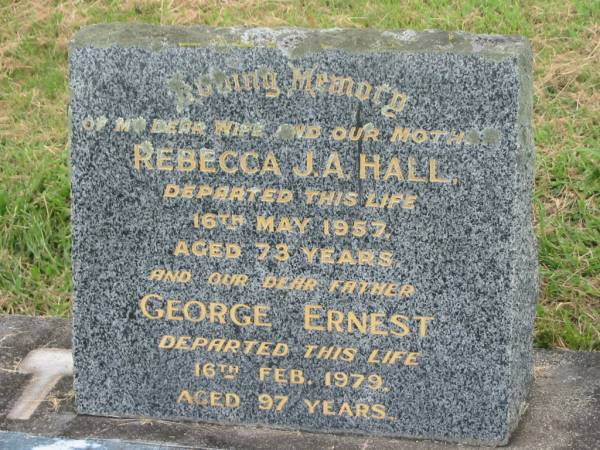 Loving Memory
OF MY DEAR WIFE AND OUR MOTHER
REBECCA J.A. HALL.
DEPARTED THIS LIFE
16TH MAY 1957.
AGED 73 YEARS.
AND OUR DEAR FATHER
GEORGE ERNEST
DEPARTED THIS LIFE
16TH FEB. 1979.
AGED 97 YEARS.